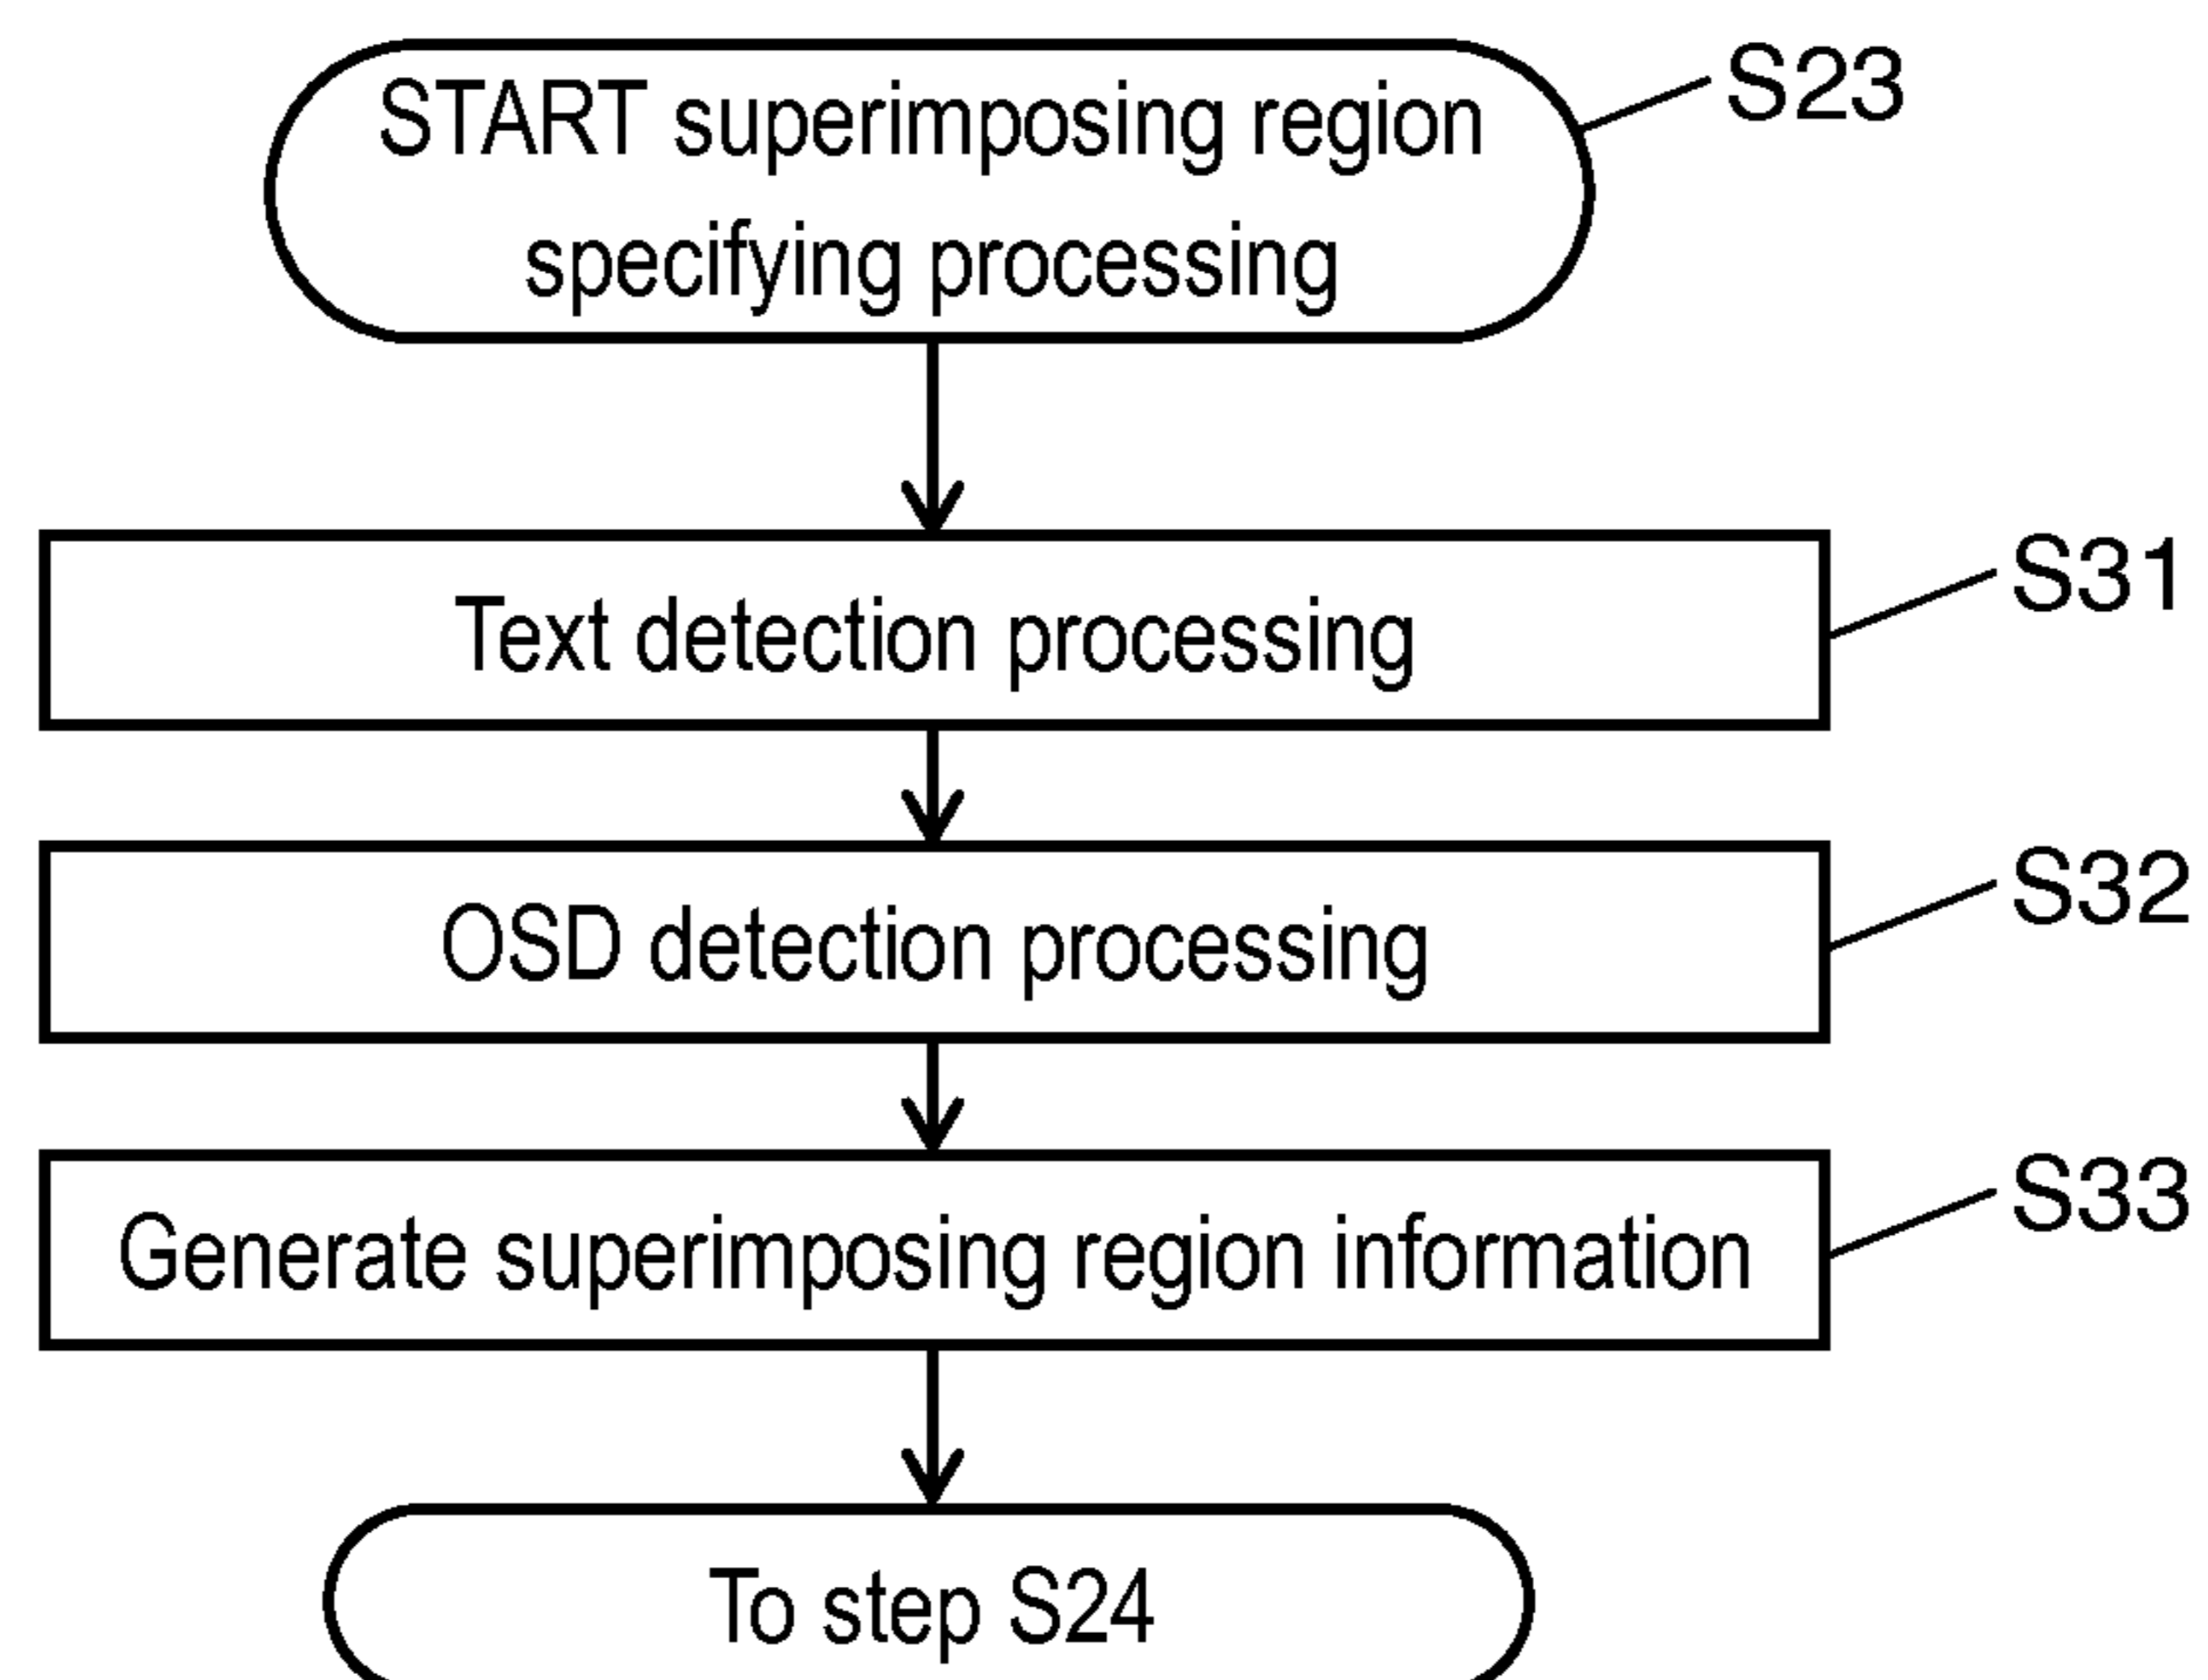 START superimposing region
specifying processing
S23
Text detection processing
S31
OSD detection processing
S32
Generate superimposing region information
S33
To step S24